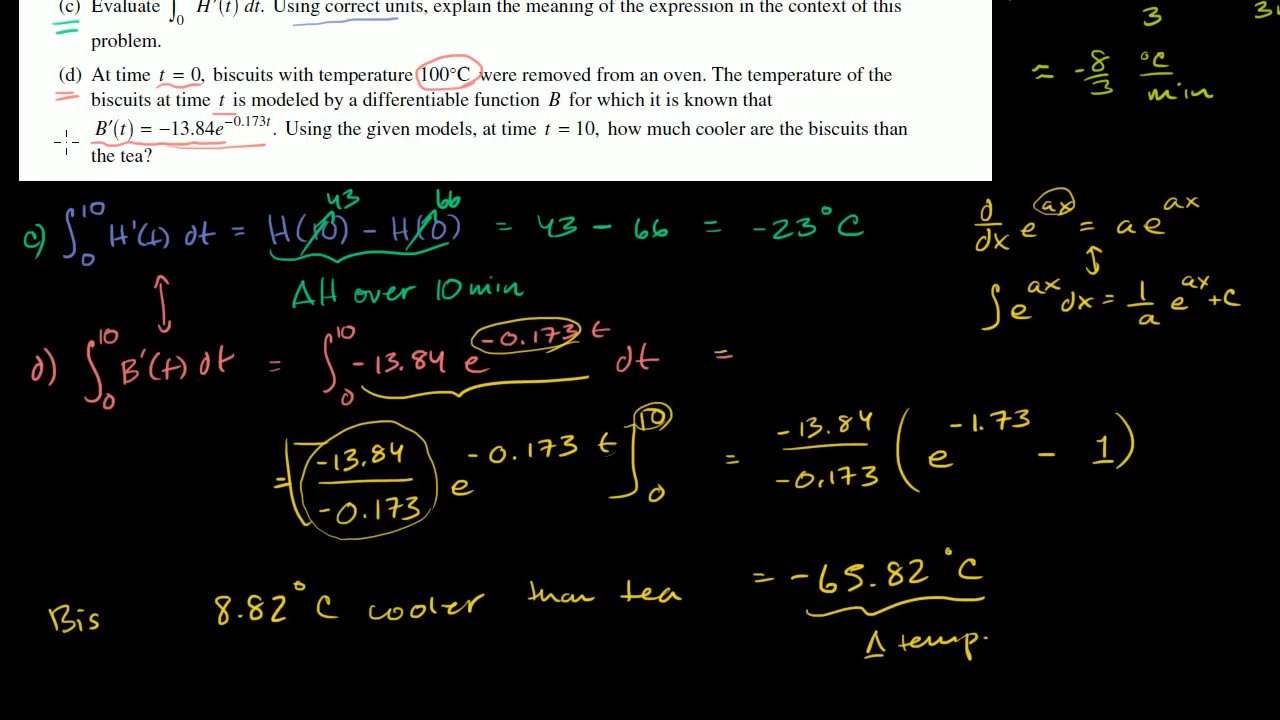 (c) Evaluate ∫₀ H′(t) dt. Using correct units, explain the meaning of the expression in the context of this
problem.
(d) At time t = 0, biscuits with temperature 100°C were removed from an oven. The temperature of the
biscuits at time t is modeled by a differentiable function B for which it is known that
B′(t) = −13.84e^(−0.173t). Using the given models, at time t = 10, how much cooler are the biscuits than
the tea?
3
≈ -8/3 °C/min
43 66
c) ∫₀¹⁰ H'(t) dt = H(10) - H(0) = 43 - 66 = -23°C
ΔH over 10 min
d/dx e^(ax) = a e^(ax)
∫ e^(ax) dx = 1/a e^(ax) + C
d) ∫₀¹⁰ B'(t) dt = ∫₀¹⁰ -13.84 e^(-0.173 t) dt =
= -13.84/-0.173 e^(-0.173 t) ]₀¹⁰ = -13.84/-0.173 (e^(-1.73) - 1)
= -65.82°C
Δ temp.
Bis 8.82°C cooler than tea